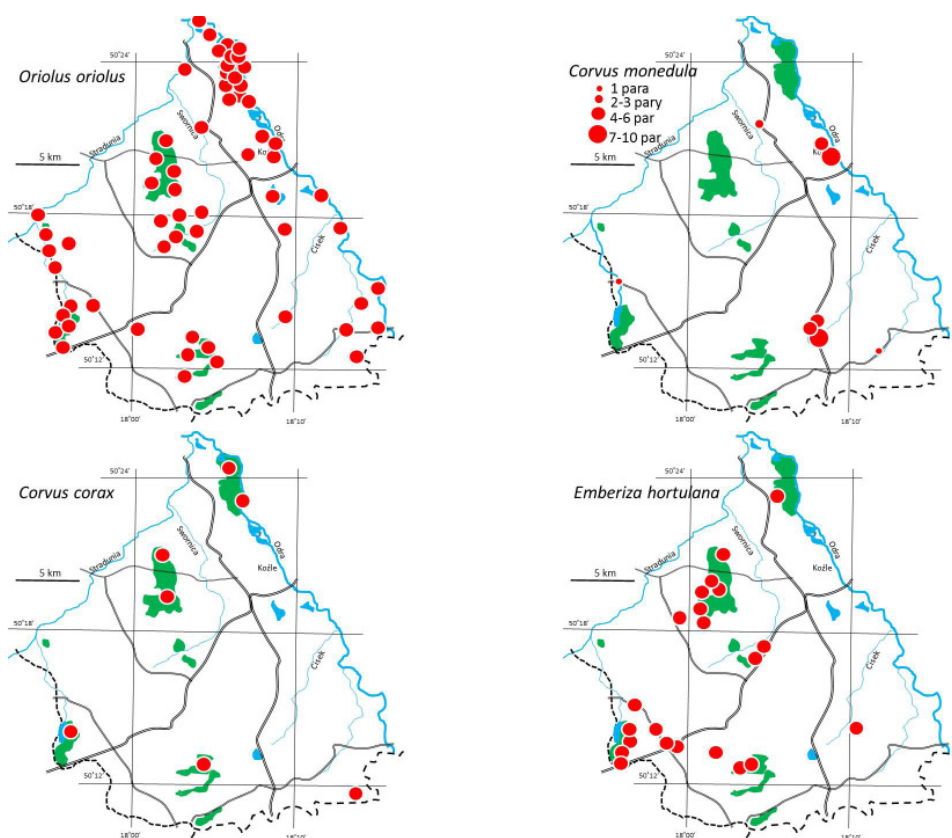 Oriolus oriolus
50°24'
Swornica
Odra
Stradunia
Koźle
5 km
50°18'
Cisek
50°12'
18°00'
18°10'
Corvus monedula
1 para
2-3 pary
4-6 par
7-10 par
50°24'
Swornica
Odra
Stradunia
5 km
50°18'
Cisek
50°12'
18°00'
18°10'
Corvus corax
50°24'
Swornica
Odra
Stradunia
Koźle
5 km
50°18'
Cisek
50°12'
18°00'
18°10'
Emberiza hortulana
50°24'
Swornica
Odra
Stradunia
Koźle
5 km
50°18'
Cisek
50°12'
18°00'
18°10'